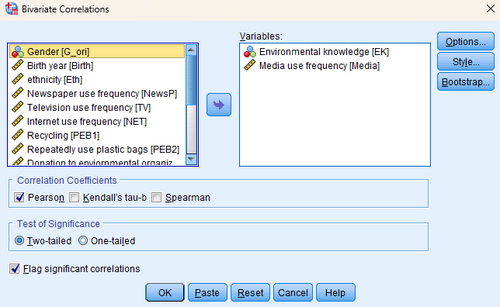 Bivariate Correlations
Variables:
Gender [G_ori]
Birth year [Birth]
ethnicity [Eth]
Newspaper use frequency [NewsP]
Television use frequency [TV]
Internet use frequency [NET]
Recycling [PEB1]
Repeatedly use plastic bags [PEB2]
Donation to environmental organiz
Environmental knowledge [EK]
Media use frequency [Media]
Options...
Style...
Bootstrap...
Correlation Coefficients
Pearson Kendall's tau-b Spearman
Test of Significance
Two-tailed One-tailed
Flag significant correlations
OK Paste Reset Cancel Help